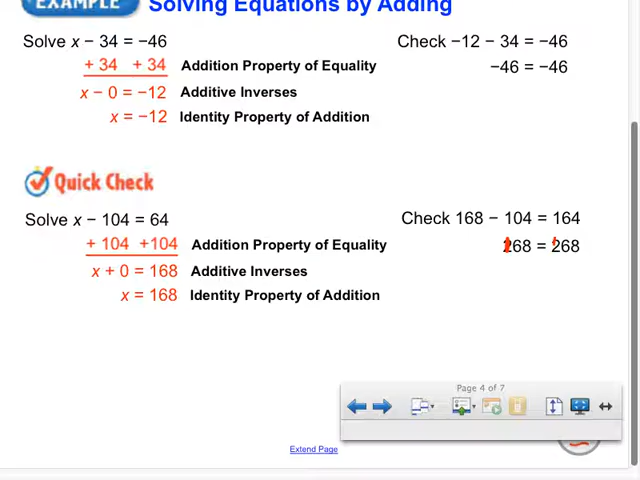 EXAMPLE Solving Equations by Adding
Solve x − 34 = −46
+ 34 + 34 Addition Property of Equality
x − 0 = −12 Additive Inverses
x = −12 Identity Property of Addition
Check −12 − 34 = −46
−46 = −46
Quick Check
Solve x − 104 = 64
+ 104 +104 Addition Property of Equality
x + 0 = 168 Additive Inverses
x = 168 Identity Property of Addition
Check 168 − 104 = 164
268 = 268
Page 4 of 7
Extend Page